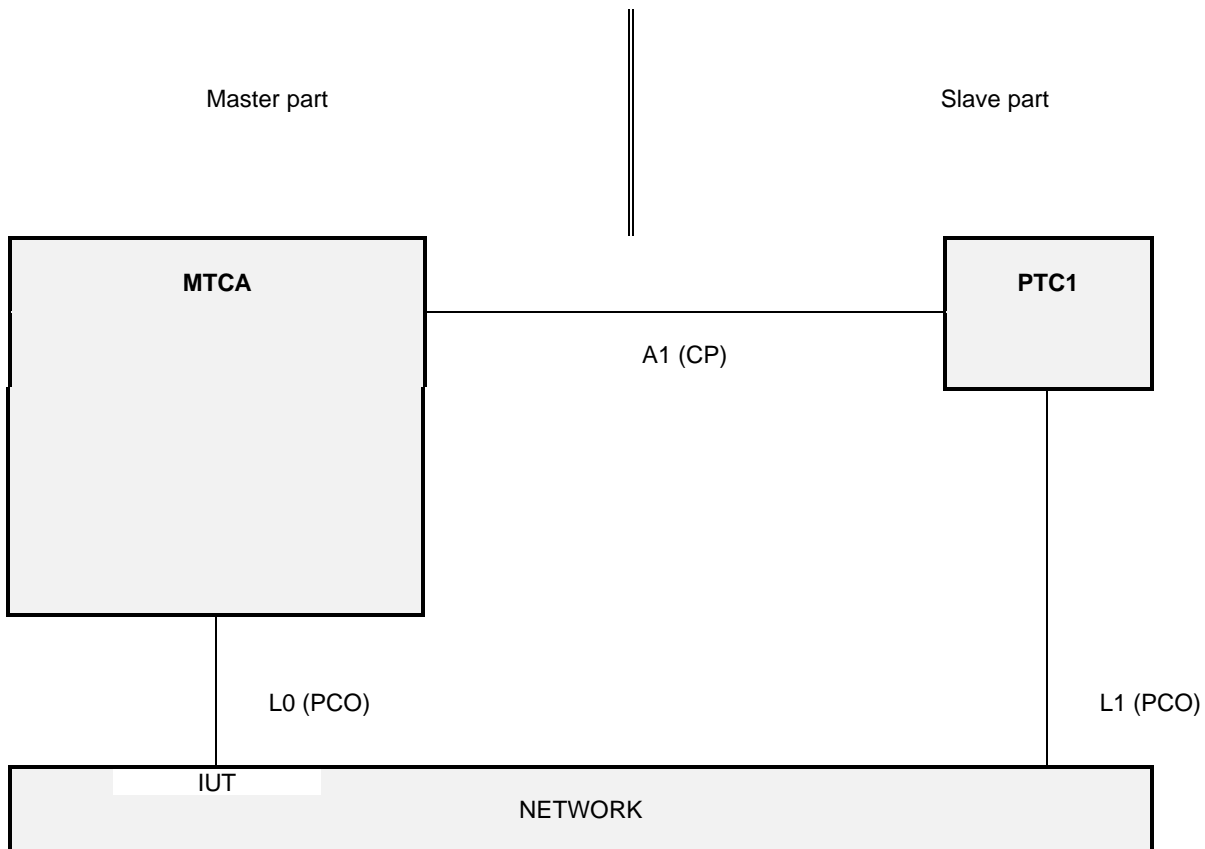 Master part
Slave part
MTCA
PTC1
A1 (CP)
L0 (PCO)
L1 (PCO)
IUT
NETWORK